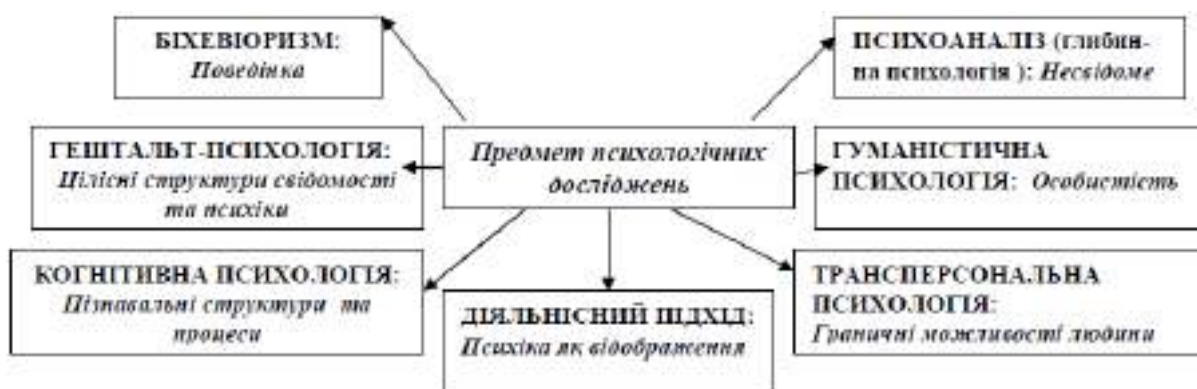 БІХЕВІОРИЗМ:
Поведінка
ПСИХОАНАЛІЗ (глибин-
на психологія ): Несвідоме
ГЕШТАЛЬТ-ПСИХОЛОГІЯ:
Цілісні структури свідомості
та психіки
Предмет психологічних
досліджень
ГУМАНІСТИЧНА
ПСИХОЛОГІЯ: Особистість
КОГНІТИВНА ПСИХОЛОГІЯ:
Пізнавальні структури та
процеси
ДІЯЛЬНІСНИЙ ПІДХІД:
Психіка як відображення
ТРАНСПЕРСОНАЛЬНА
ПСИХОЛОГІЯ:
Граничні можливості людини